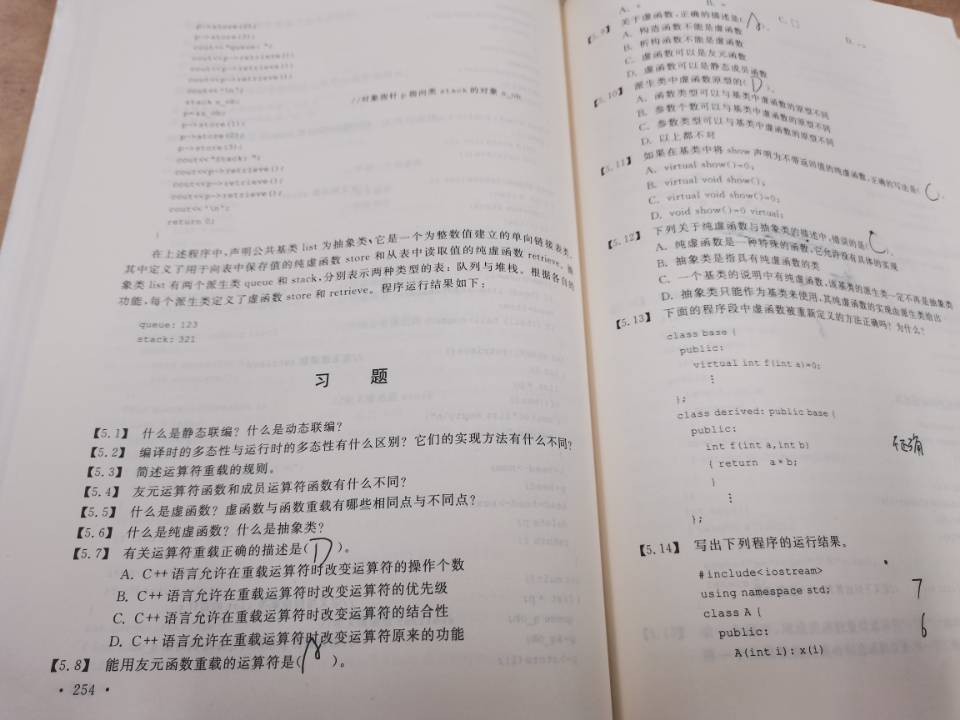 p->store(2);
p->store(3);
cout<<"queue: ";
cout<<p->retrieve();
cout<<p->retrieve();
cout<<p->retrieve();
cout<<'\n';
stack s_ob;
p=&s_ob; //对象指针 p 指向类 stack 的对象 s_ob
p->store(1);
p->store(2);
p->store(3);
cout<<"Stack: ";
cout<<p->retrieve();
cout<<p->retrieve();
cout<<p->retrieve();
cout<<'\n';
return 0;
}
在上述程序中,声明公共基类 list 为抽象类,它是一个为整数值建立的单向链接表类,
其中定义了用于向表中保存值的纯虚函数 store 和从表中读取值的纯虚函数 retrieve。抽
象类 list 有两个派生类 queue 和 stack,分别表示两种类型的表：队列与堆栈。根据各自的
功能,每个派生类定义了虚函数 store 和 retrieve。程序运行结果如下：
queue: 123
stack: 321
习 题
【5.1】 什么是静态联编？什么是动态联编？
【5.2】 编译时的多态性与运行时的多态性有什么区别？它们的实现方法有什么不同？
【5.3】 简述运算符重载的规则。
【5.4】 友元运算符函数和成员运算符函数有什么不同？
【5.5】 什么是虚函数？虚函数与函数重载有哪些相同点与不同点？
【5.6】 什么是纯虚函数？什么是抽象类？
【5.7】 有关运算符重载正确的描述是( D )。
A. C++ 语言允许在重载运算符时改变运算符的操作个数
B. C++ 语言允许在重载运算符时改变运算符的优先级
C. C++ 语言允许在重载运算符时改变运算符的结合性
D. C++ 语言允许在重载运算符时改变运算符原来的功能
【5.8】 能用友元函数重载的运算符是( A )。
· 254 ·
A. + B. = C. [] D. ->
【5.9】 关于虚函数,正确的描述是( A )。
A. 构造函数不能是虚函数
B. 析构函数不能是虚函数
C. 虚函数可以是友元函数
D. 虚函数可以是静态成员函数
【5.10】 派生类中虚函数原型的( D )。
A. 函数类型可以与基类中虚函数的原型不同
B. 参数个数可以与基类中虚函数的原型不同
C. 参数类型可以与基类中虚函数的原型不同
D. 以上都不对
【5.11】 如果在基类中将 show 声明为不带返回值的纯虚函数,正确的写法是( C )。
A. virtual show()=0;
B. virtual void show();
C. virtual void show()=0;
D. void show()=0 virtual;
【5.12】 下列关于纯虚函数与抽象类的描述中,错误的是( C )。
A. 纯虚函数是一种特殊的函数,它允许没有具体的实现
B. 抽象类是指具有纯虚函数的类
C. 一个基类的说明中有纯虚函数,该基类的派生类一定不再是抽象类
D. 抽象类只能作为基类来使用,其纯虚函数的实现由派生类给出
【5.13】 下面的程序段中虚函数被重新定义的方法正确吗？为什么？
class base {
public:
virtual int f(int a)=0;
⋮
};
class derived: public base {
public:
int f(int a,int b) 正确
{ return a*b;
}
⋮
};
【5.14】 写出下列程序的运行结果。
#include<iostream>
using namespace std; 7
class A {
public: 6
A(int i): x(i)